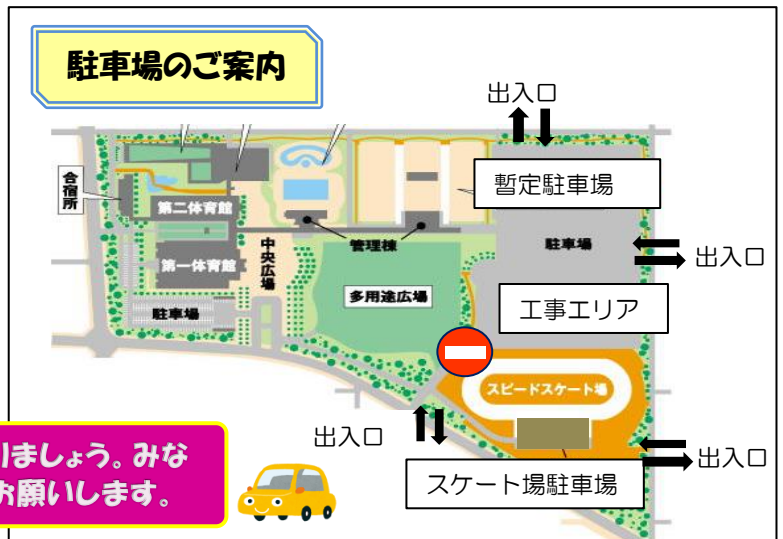 駐車場のご案内
出入口
暫定駐車場
合宿所
第二体育館
管理棟
中央広場
駐車場
出入口
第一体育館
多用途広場
工事エリア
駐車場
スピードスケート場
出入口
りましょう。みな
お願いします。
スケート場駐車場
出入口